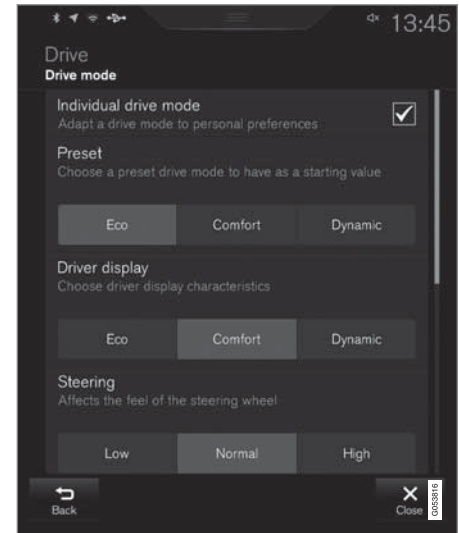 13:45
Drive
Drive mode
Individual drive mode
Adapt a drive mode to personal preferences
Preset
Choose a preset drive mode to have as a starting value
Eco Comfort Dynamic
Driver display
Choose driver display characteristics
Eco Comfort Dynamic
Steering
Affects the feel of the steering wheel
Low Normal High
Back
Close
G053816